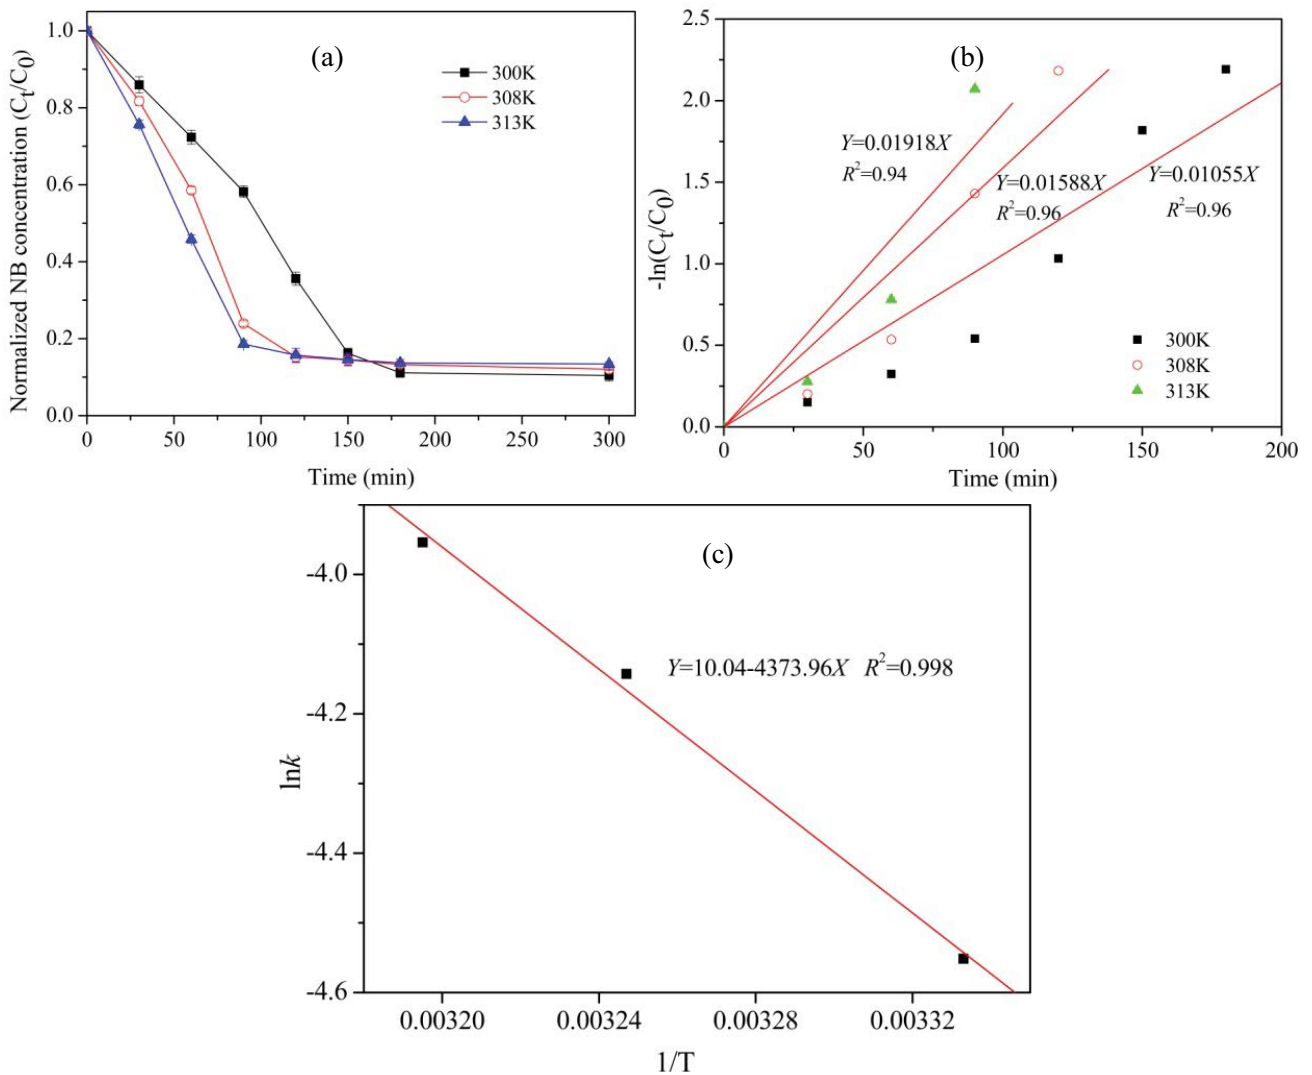 (a)
Normalized NB concentration (Ct/C0)
1.0
0.8
0.6
0.4
0.2
0.0
300K
308K
313K
0 50 100 150 200 250 300
Time (min)
(b)
-ln(Ct/C0)
2.5
2.0
1.5
1.0
0.5
0.00
Y=0.01918X
R²=0.94
Y=0.01588X
R²=0.96
Y=0.01055X
R²=0.96
300K
308K
313K
0 50 100 150 200
Time (min)
(c)
lnk
-4.0
-4.2
-4.4
-4.6
Y=10.04-4373.96X R²=0.998
0.00320 0.00324 0.00328 0.00332
1/T